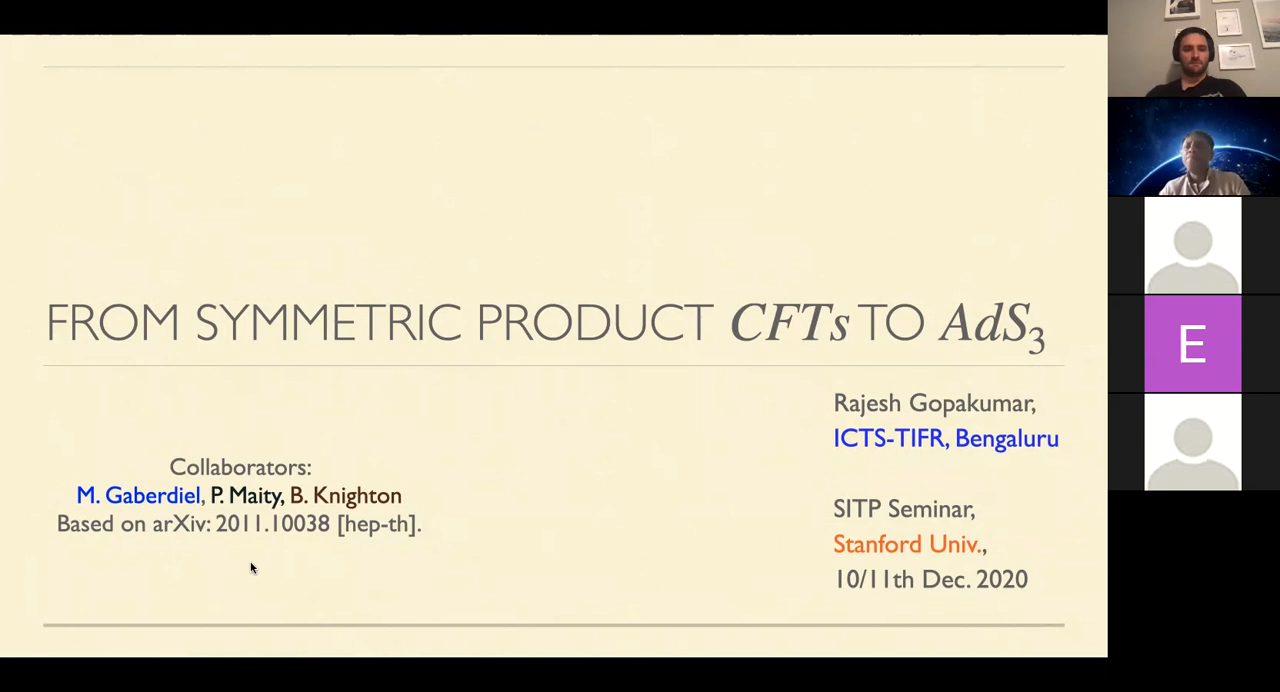 FROM SYMMETRIC PRODUCT CFTs TO AdS₃
Rajesh Gopakumar,
ICTS-TIFR, Bengaluru
Collaborators:
M. Gaberdiel, P. Maity, B. Knighton
Based on arXiv: 2011.10038 [hep-th].
SITP Seminar,
Stanford Univ.,
10/11th Dec. 2020
E